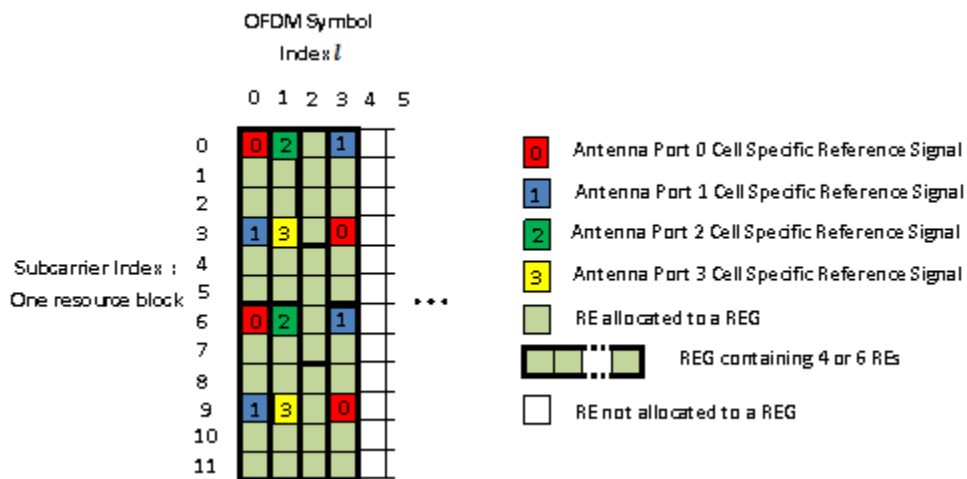 OFDM Symbol
Index l
0 1 2 3 4 5
0 0 2 1
1
2
3 1 3 0
Subcarrier Index :
One resource block
4
5
6 0 2 1
7
8
9 1 3 0
10
11
...
0 Antenna Port 0 Cell Specific Reference Signal
1 Antenna Port 1 Cell Specific Reference Signal
2 Antenna Port 2 Cell Specific Reference Signal
3 Antenna Port 3 Cell Specific Reference Signal
RE allocated to a REG
REG containing 4 or 6 REs
RE not allocated to a REG